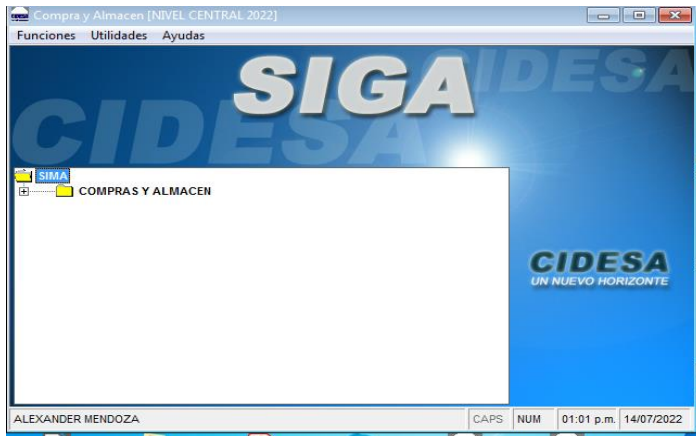 Compra y Almacen [NIVEL CENTRAL 2022]
Funciones Utilidades Ayudas
SIGA
CIDESA
CIDESA
SIMA
COMPRAS Y ALMACEN
CIDESA
UN NUEVO HORIZONTE
ALEXANDER MENDOZA CAPS NUM 01:01 p.m. 14/07/2022